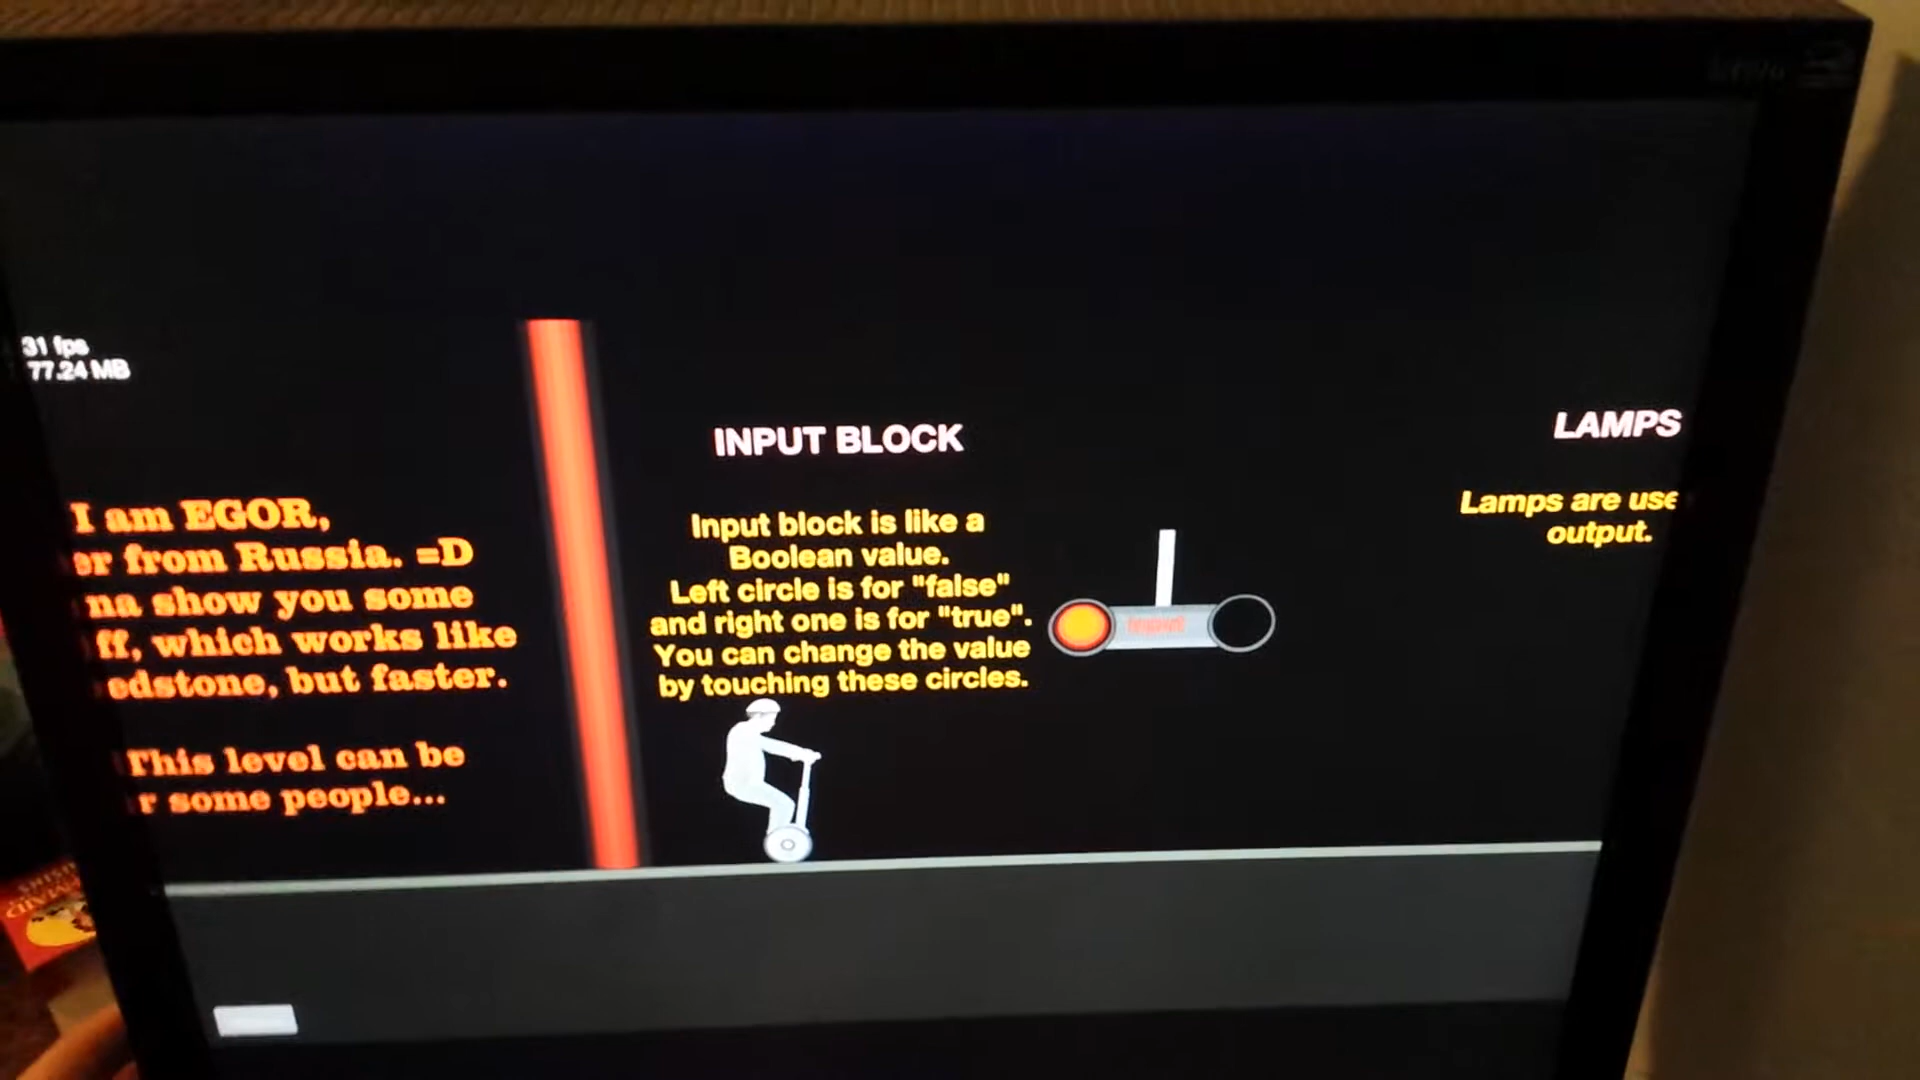 31 fps
77.24 MB
I am EGOR,
er from Russia. =D
na show you some
ff, which works like
edstone, but faster.
This level can be
r some people...
INPUT BLOCK
Input block is like a
Boolean value.
Left circle is for "false"
and right one is for "true".
You can change the value
by touching these circles.
Input
LAMPS
Lamps are use
output.